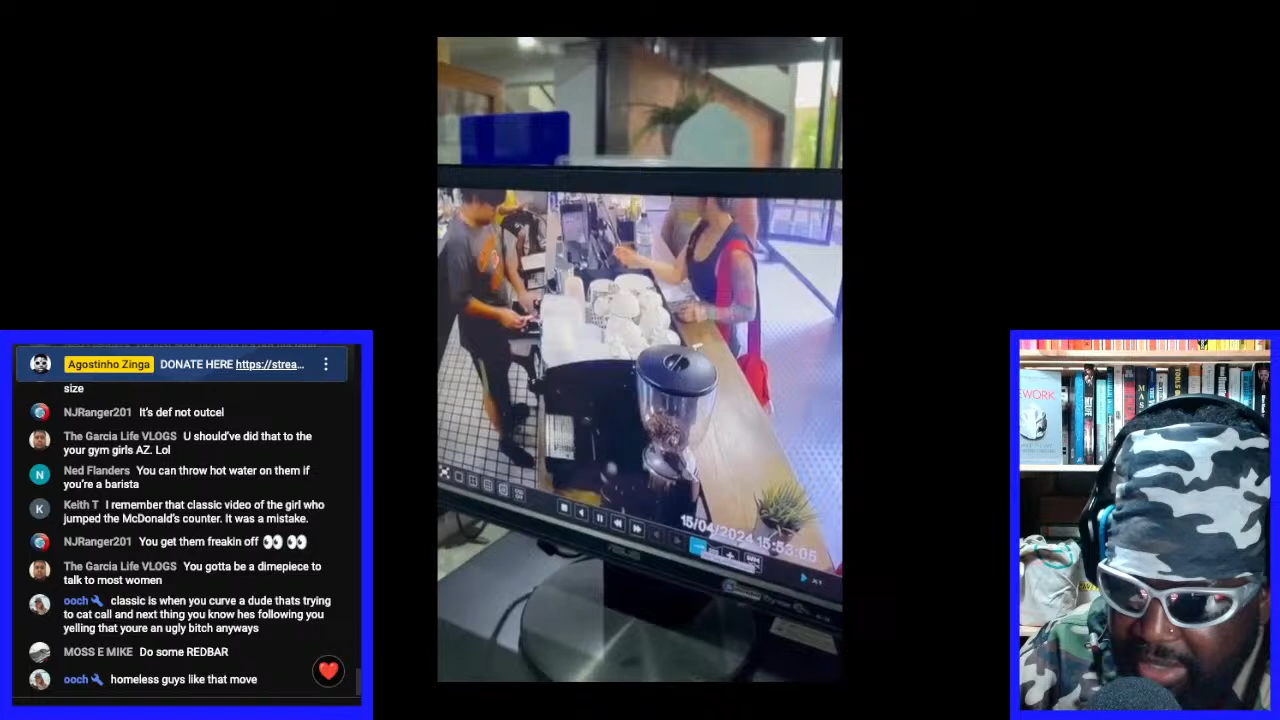 Agostinho Zinga DONATE HERE https://strea...
size
NJRanger201 It's def not outcel
The Garcia Life VLOGS U should've did that to the
your gym girls AZ. Lol
Ned Flanders You can throw hot water on them if
you're a barista
Keith T I remember that classic video of the girl who
jumped the McDonald's counter. It was a mistake.
NJRanger201 You get them freakin off 👀 👀
The Garcia Life VLOGS You gotta be a dimepiece to
talk to most women
ooch classic is when you curve a dude thats trying
to cat call and next thing you know hes following you
yelling that youre an ugly bitch anyways
MOSS E MIKE Do some REDBAR
ooch homeless guys like that move
N
K
15/04/2024 15:53:05
ASUS
EWORK